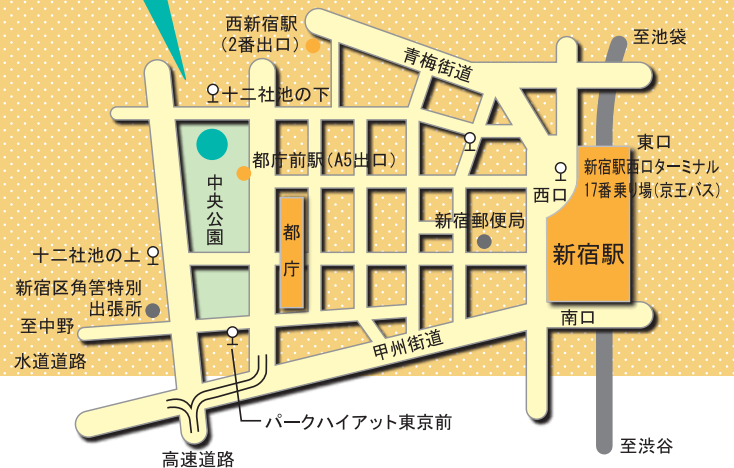 西新宿駅
(2番出口)
至池袋
青梅街道
十二社池の下
東口
都庁前駅(A5出口)
新宿駅西口ターミナル
17番乗り場(京王バス)
西口
中央公園
新宿郵便局
都庁
十二社池の上
新宿駅
新宿区角筈特別
出張所
至中野
南口
甲州街道
水道道路
パークハイアット東京前
至渋谷
高速道路